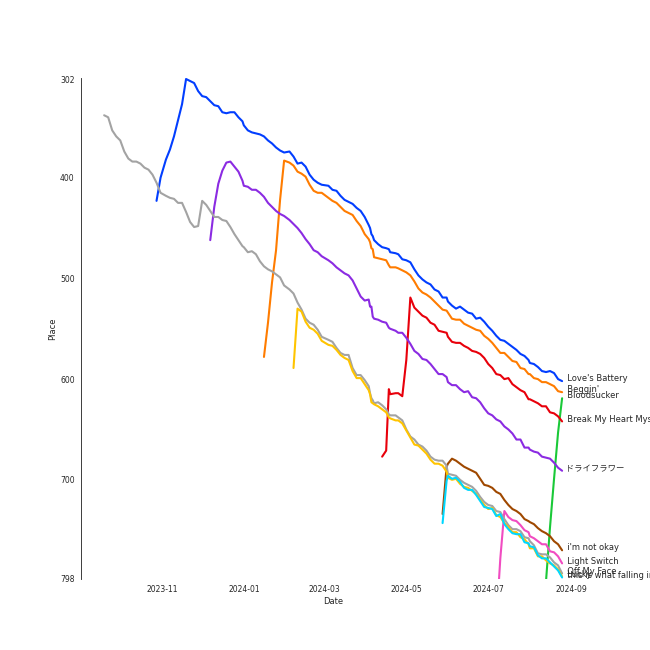 302
400
500
600
700
798
Place
2023-11
2024-01
2024-03
2024-05
2024-07
2024-09
Date
Love's Battery
Beggin'
Bloodsucker
Break My Heart Mys
ドライフラワー
i'm not okay
Light Switch
Off My Face
this is what falling i